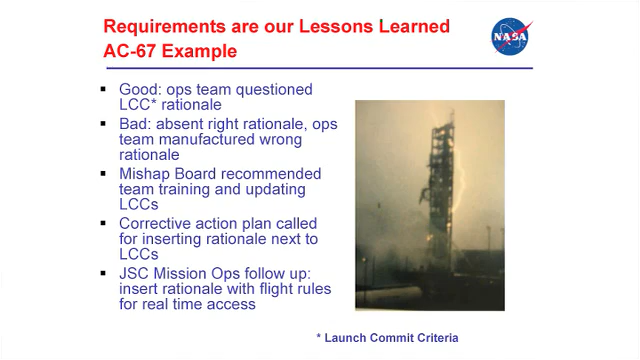 Requirements are our Lessons Learned
AC-67 Example
NASA
▪ Good: ops team questioned
LCC* rationale
▪ Bad: absent right rationale, ops
team manufactured wrong
rationale
▪ Mishap Board recommended
team training and updating
LCCs
▪ Corrective action plan called
for inserting rationale next to
LCCs
▪ JSC Mission Ops follow up:
insert rationale with flight rules
for real time access
* Launch Commit Criteria